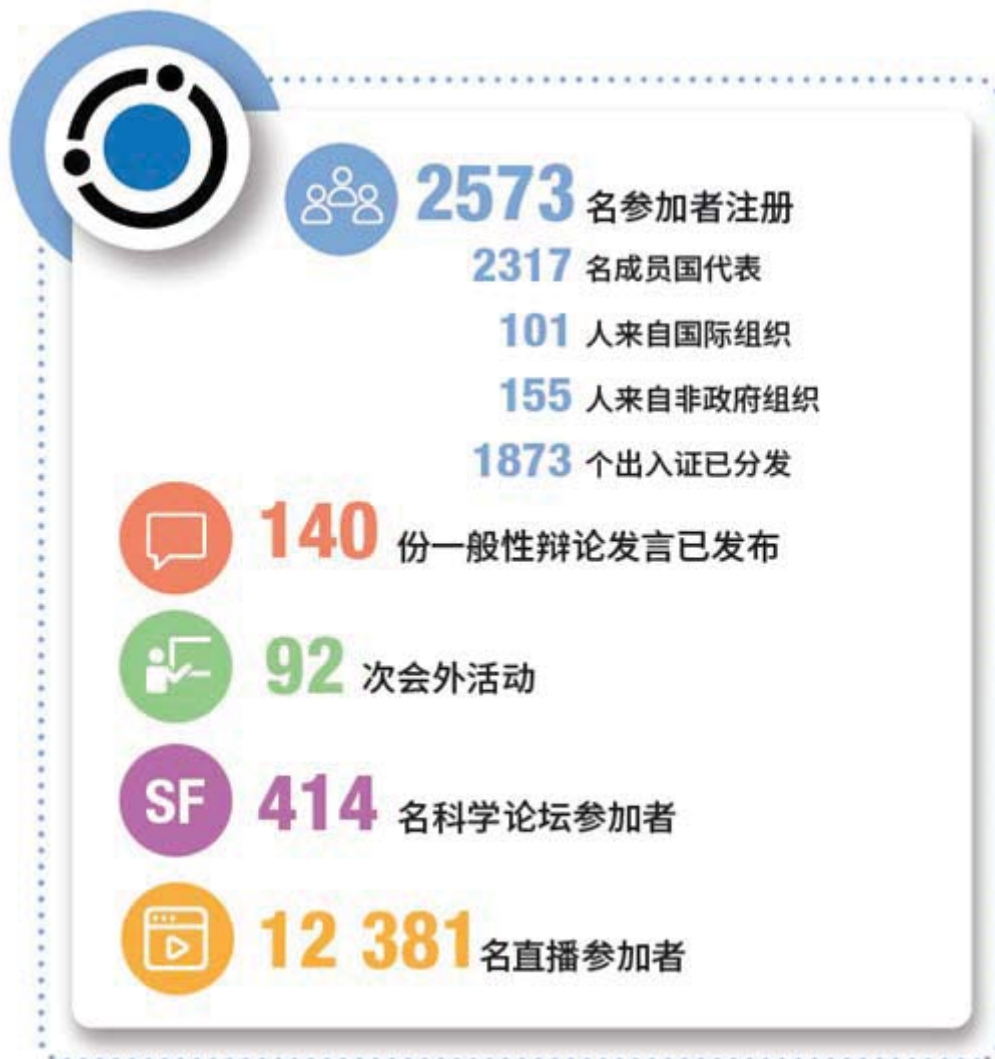 2573 名参加者注册
2317 名成员国代表
101 人来自国际组织
155 人来自非政府组织
1873 个出入证已分发
140 份一般性辩论发言已发布
92 次会外活动
SF 414 名科学论坛参加者
12 381名直播参加者